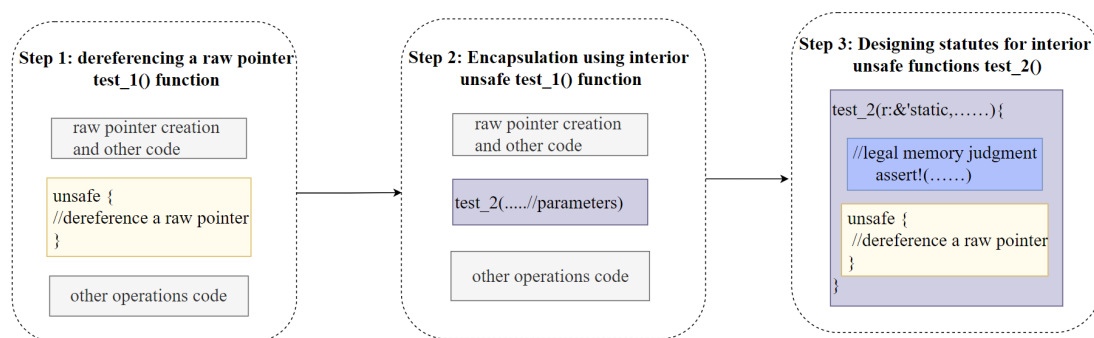 Step 1: dereferencing a raw pointer
test_1() function
raw pointer creation
and other code
unsafe {
//dereference a raw pointer
}
other operations code
Step 2: Encapsulation using interior
unsafe test_1() function
raw pointer creation
and other code
test_2(.....//parameters)
other operations code
Step 3: Designing statutes for interior
unsafe functions test_2()
test_2(r:&'static,……){
//legal memory judgment
assert!(……)
unsafe {
//dereference a raw pointer
}
}